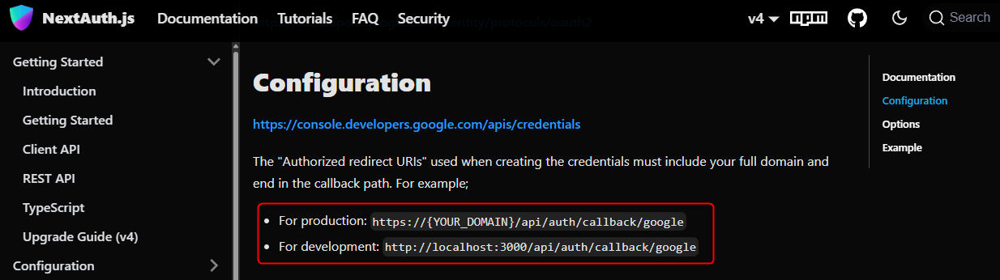 NextAuth.js Documentation Tutorials FAQ Security v4 npm Search
Getting Started
Introduction
Getting Started
Client API
REST API
TypeScript
Upgrade Guide (v4)
Configuration
Configuration
https://console.developers.google.com/apis/credentials
The "Authorized redirect URIs" used when creating the credentials must include your full domain and
end in the callback path. For example;
• For production: https://{YOUR_DOMAIN}/api/auth/callback/google
• For development: http://localhost:3000/api/auth/callback/google
Documentation
Configuration
Options
Example